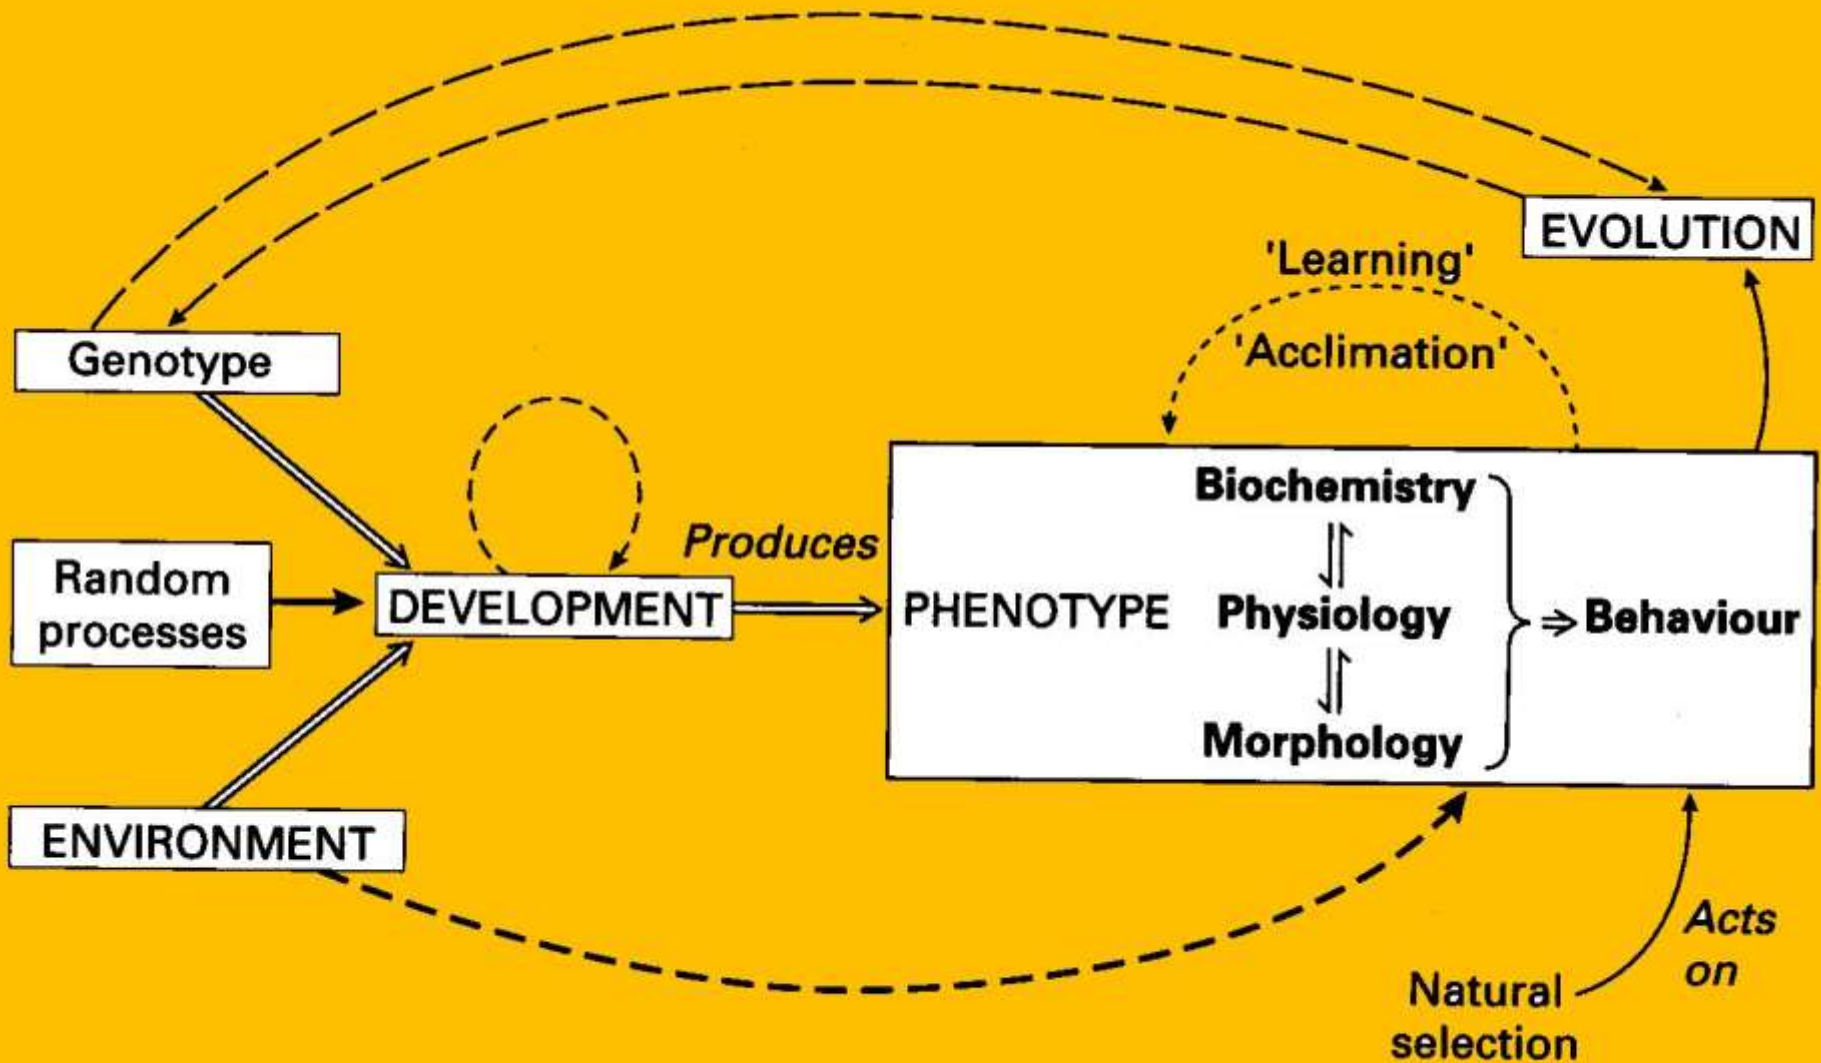 EVOLUTION
'Learning'
'Acclimation'
Genotype
Random
processes
ENVIRONMENT
DEVELOPMENT
Produces
PHENOTYPE
Biochemistry
Physiology
Morphology
Behaviour
Acts
on
Natural
selection